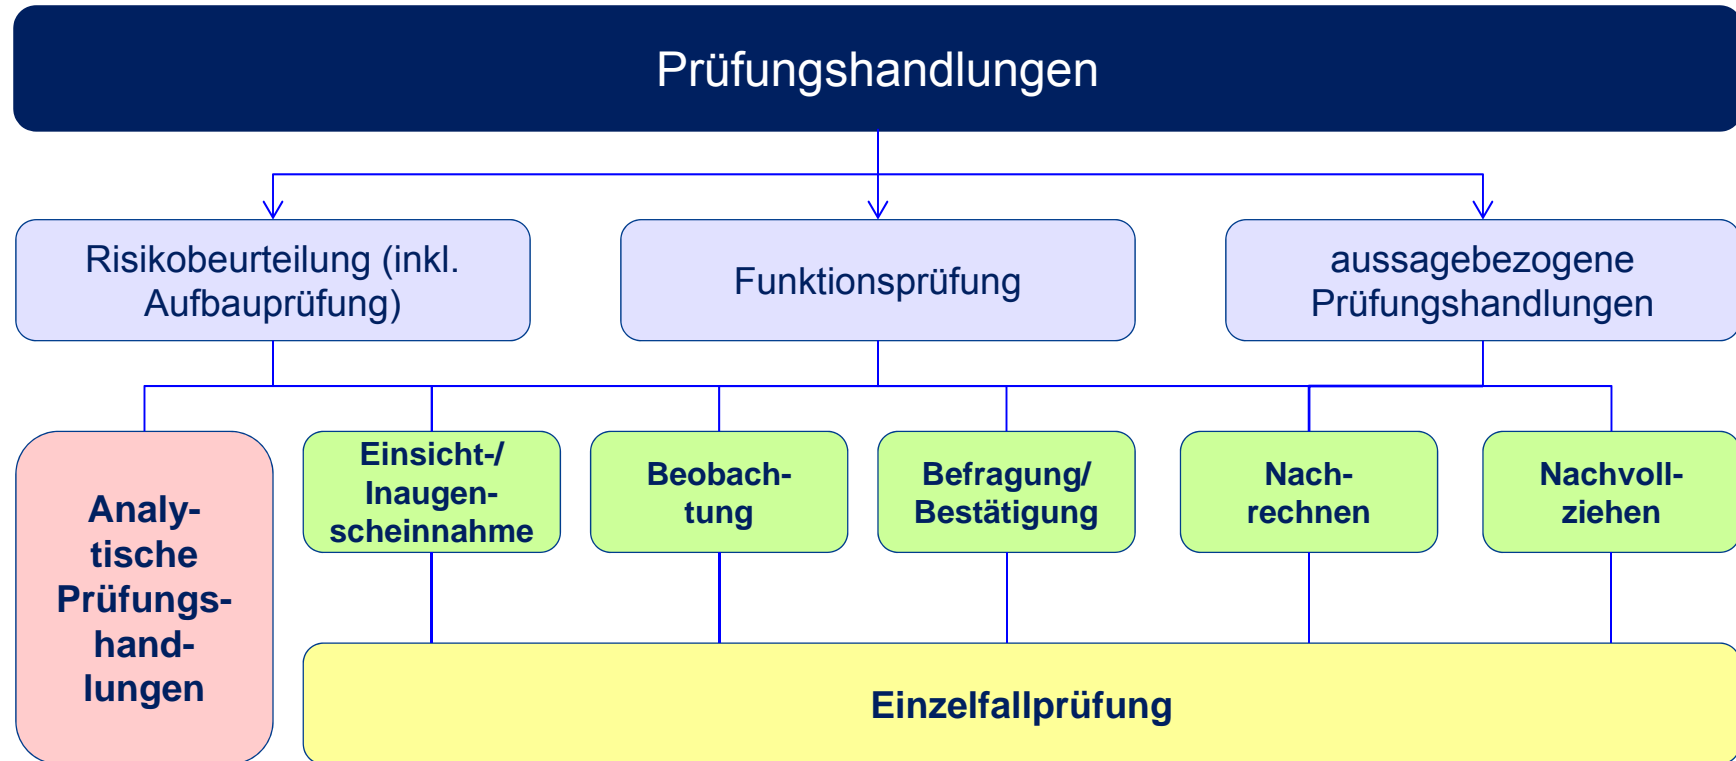 Prüfungshandlungen
Risikobeurteilung (inkl.
Aufbauprüfung)
Funktionsprüfung
aussagebezogene
Prüfungshandlungen
Analy-
tische
Prüfungs-
hand-
lungen
Einsicht-/
Inaugen-
scheinnahme
Beobach-
tung
Befragung/
Bestätigung
Nach-
rechnen
Nachvoll-
ziehen
Einzelfallprüfung